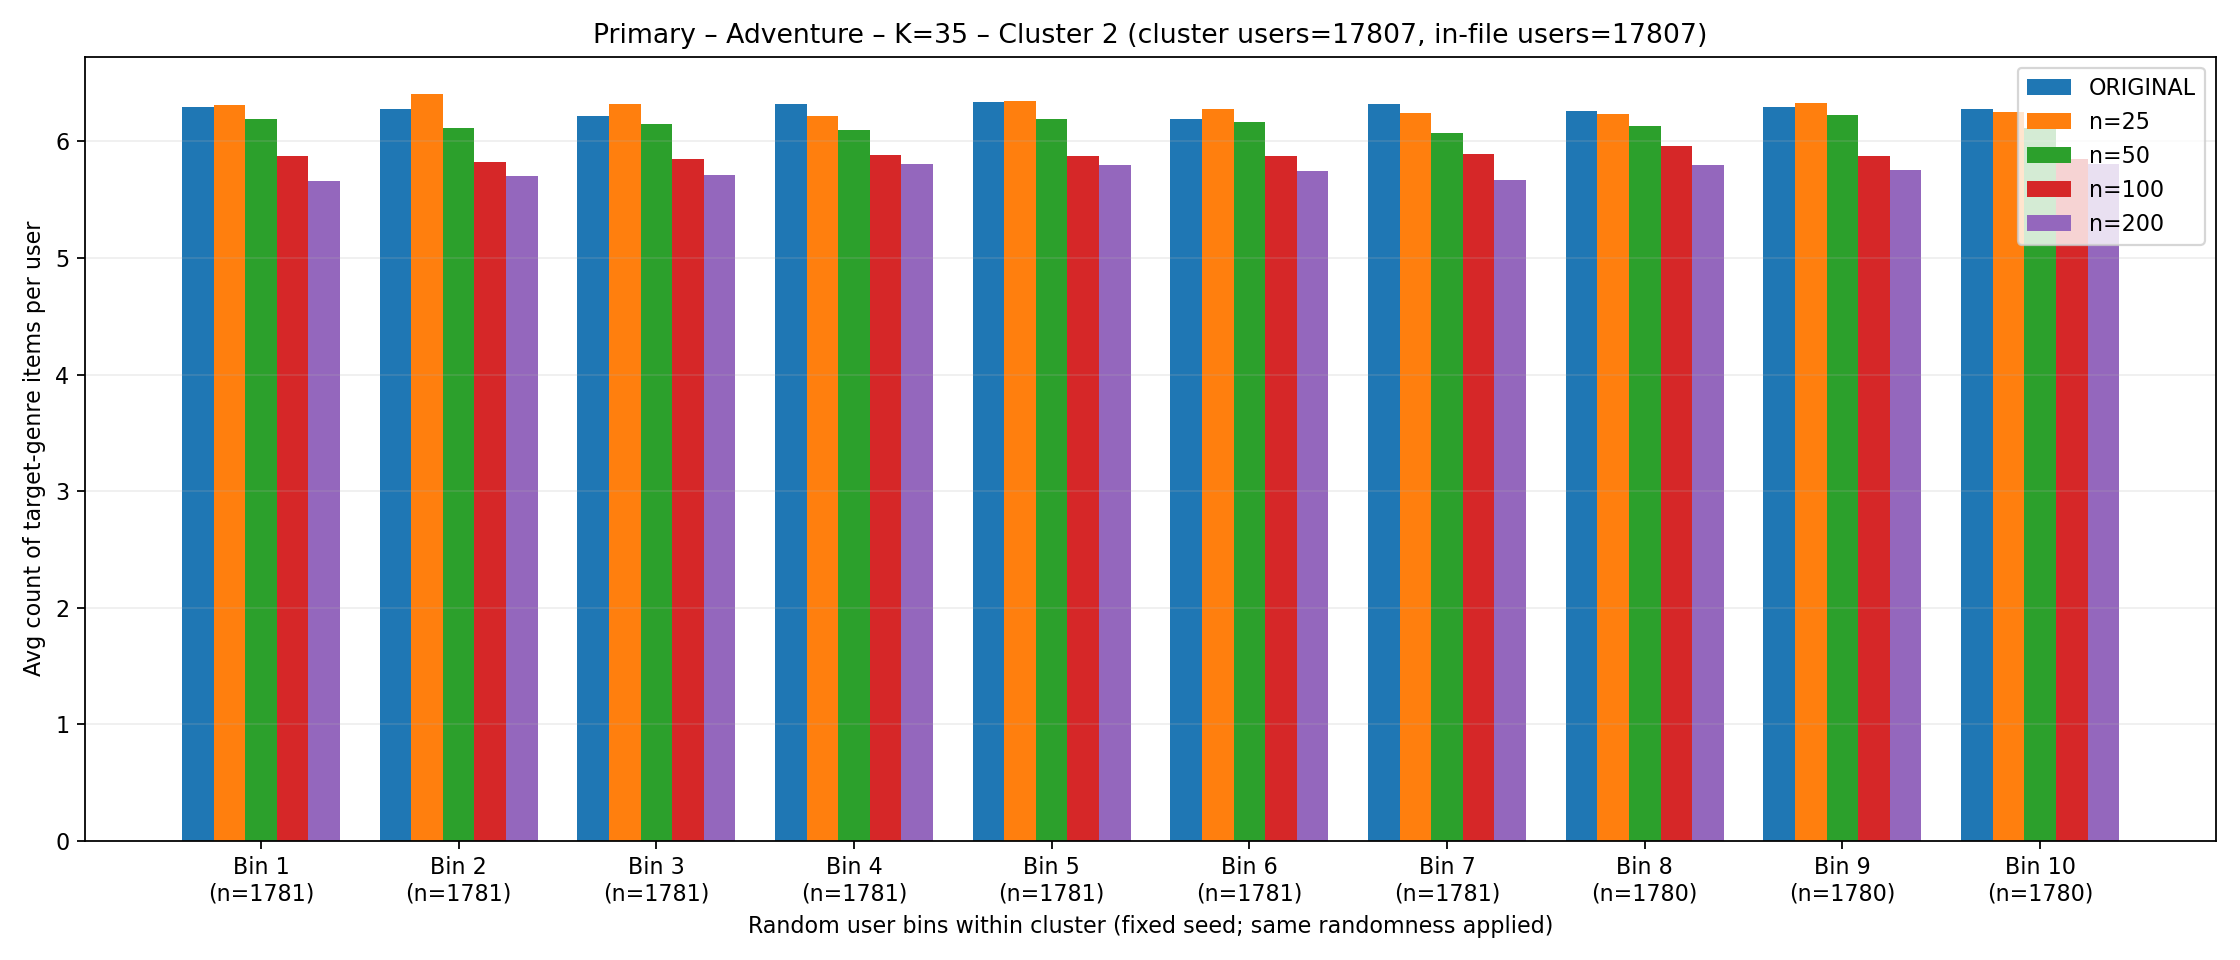 Primary – Adventure – K=35 – Cluster 2 (cluster users=17807, in-file users=17807)
ORIGINAL
n=25
n=50
n=100
n=200
Avg count of target-genre items per user
6
5
4
3
2
1
0
Bin 1
(n=1781)
Bin 2
(n=1781)
Bin 3
(n=1781)
Bin 4
(n=1781)
Bin 5
(n=1781)
Bin 6
(n=1781)
Bin 7
(n=1781)
Bin 8
(n=1780)
Bin 9
(n=1780)
Bin 10
(n=1780)
Random user bins within cluster (fixed seed; same randomness applied)